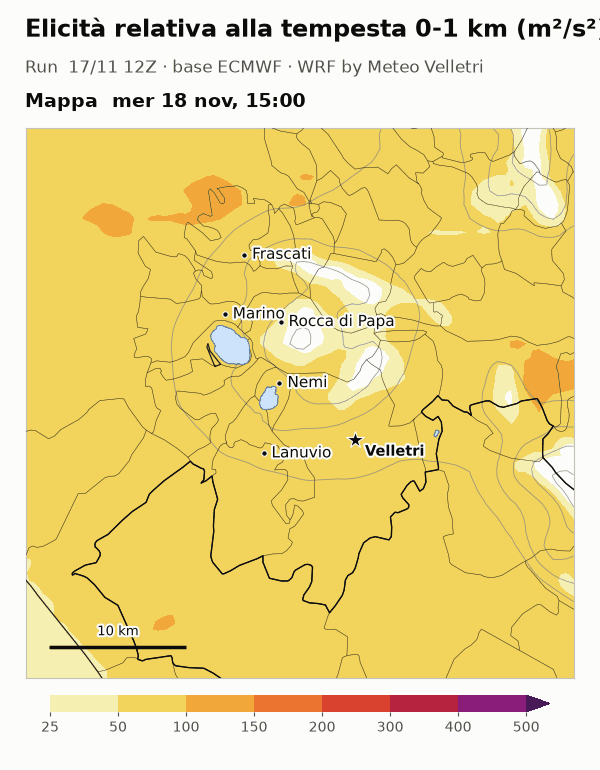 Elicità relativa alla tempesta 0-1 km (m²/s²)
Run  17/11 12Z · base ECMWF · WRF by Meteo Velletri
Mappa  mer 18 nov, 15:00
Frascati
Marino
Rocca di Papa
Nemi
Velletri
Lanuvio
10 km
25 50 100 150 200 300 400 500